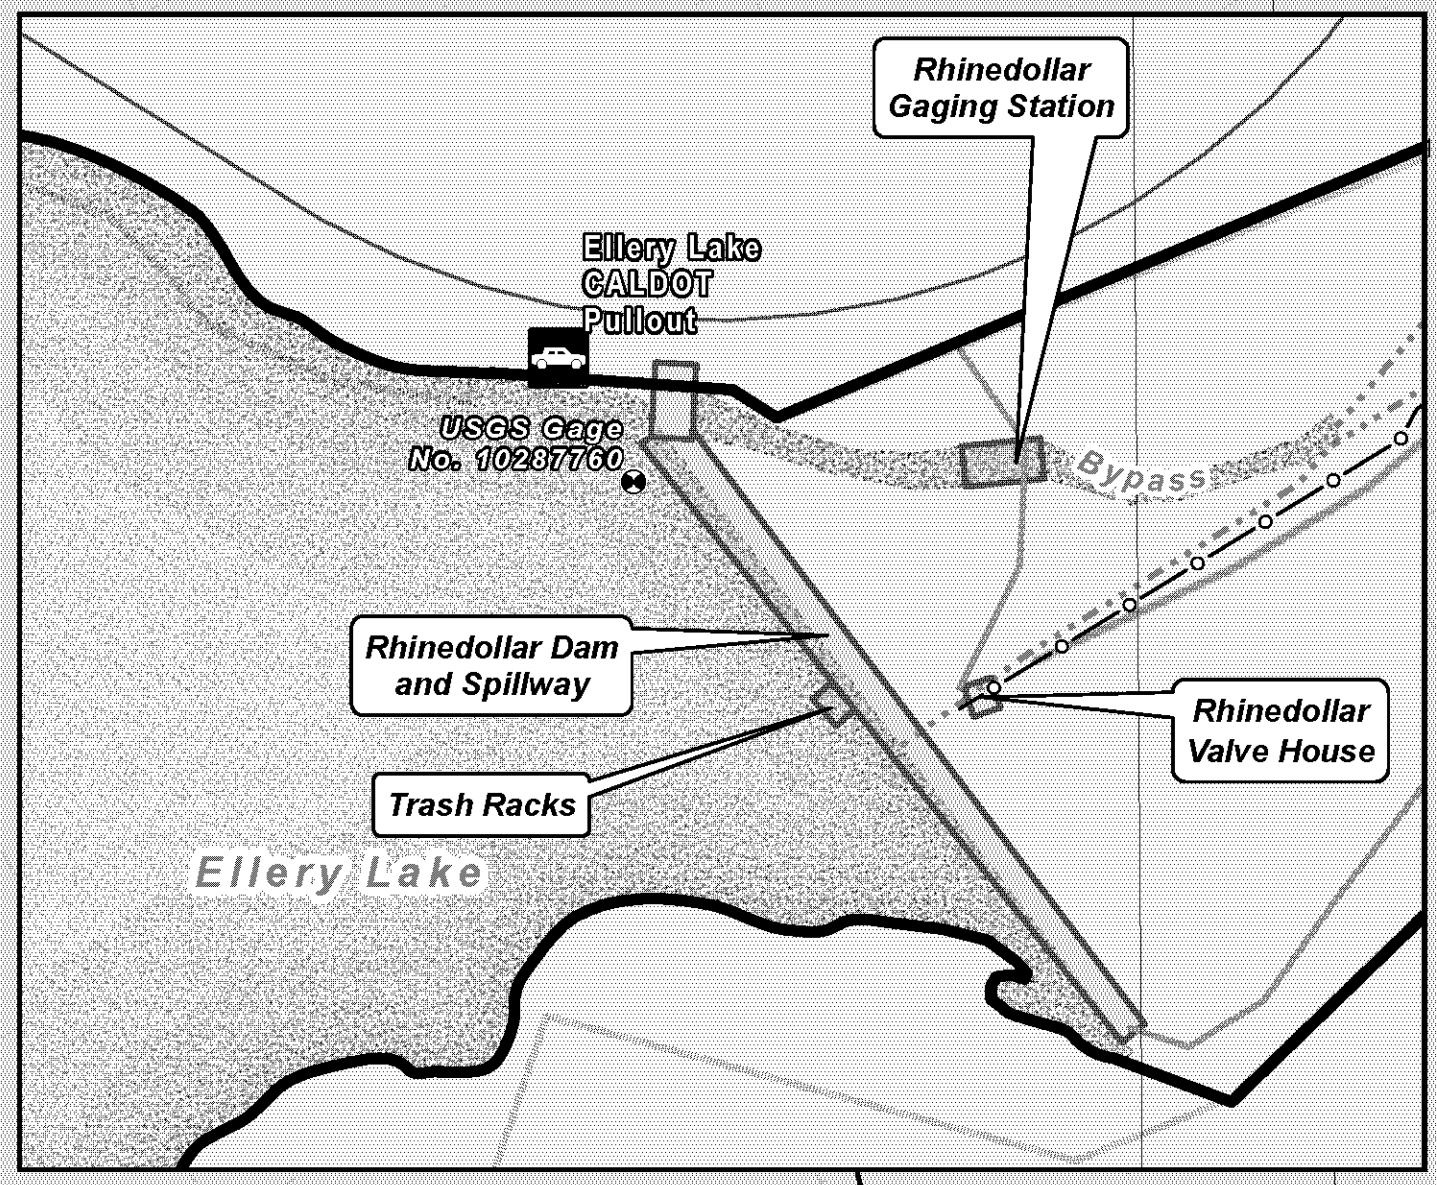 Rhinedollar
Gaging Station
Ellery Lake
CALDOT
Pullout
USGS Gage
No. 10287760
Bypass
Rhinedollar Dam
and Spillway
Rhinedollar
Valve House
Trash Racks
Ellery Lake